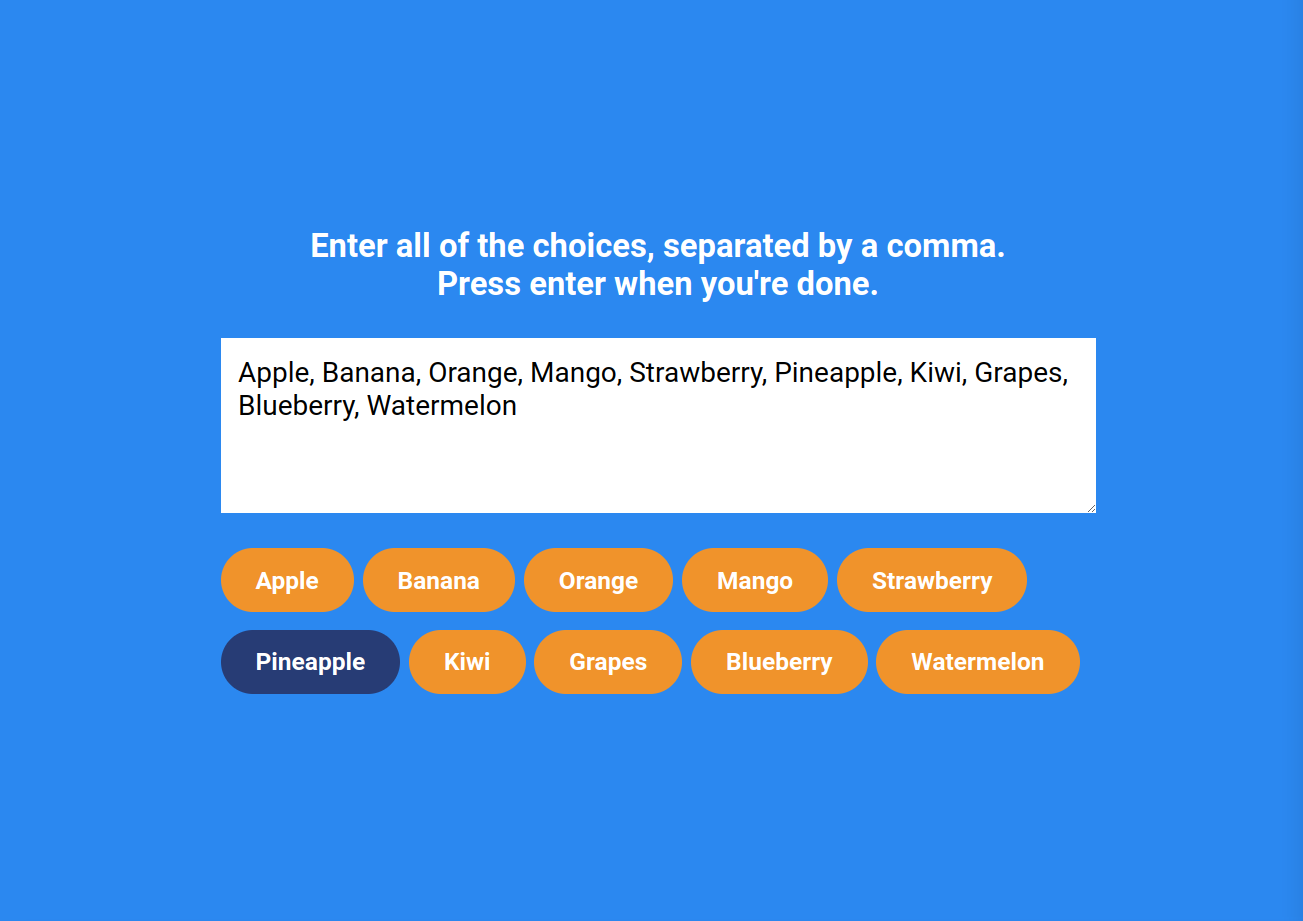 Enter all of the choices, separated by a comma.
Press enter when you're done.
Apple, Banana, Orange, Mango, Strawberry, Pineapple, Kiwi, Grapes,
Blueberry, Watermelon
Apple Banana Orange Mango Strawberry
Pineapple Kiwi Grapes Blueberry Watermelon